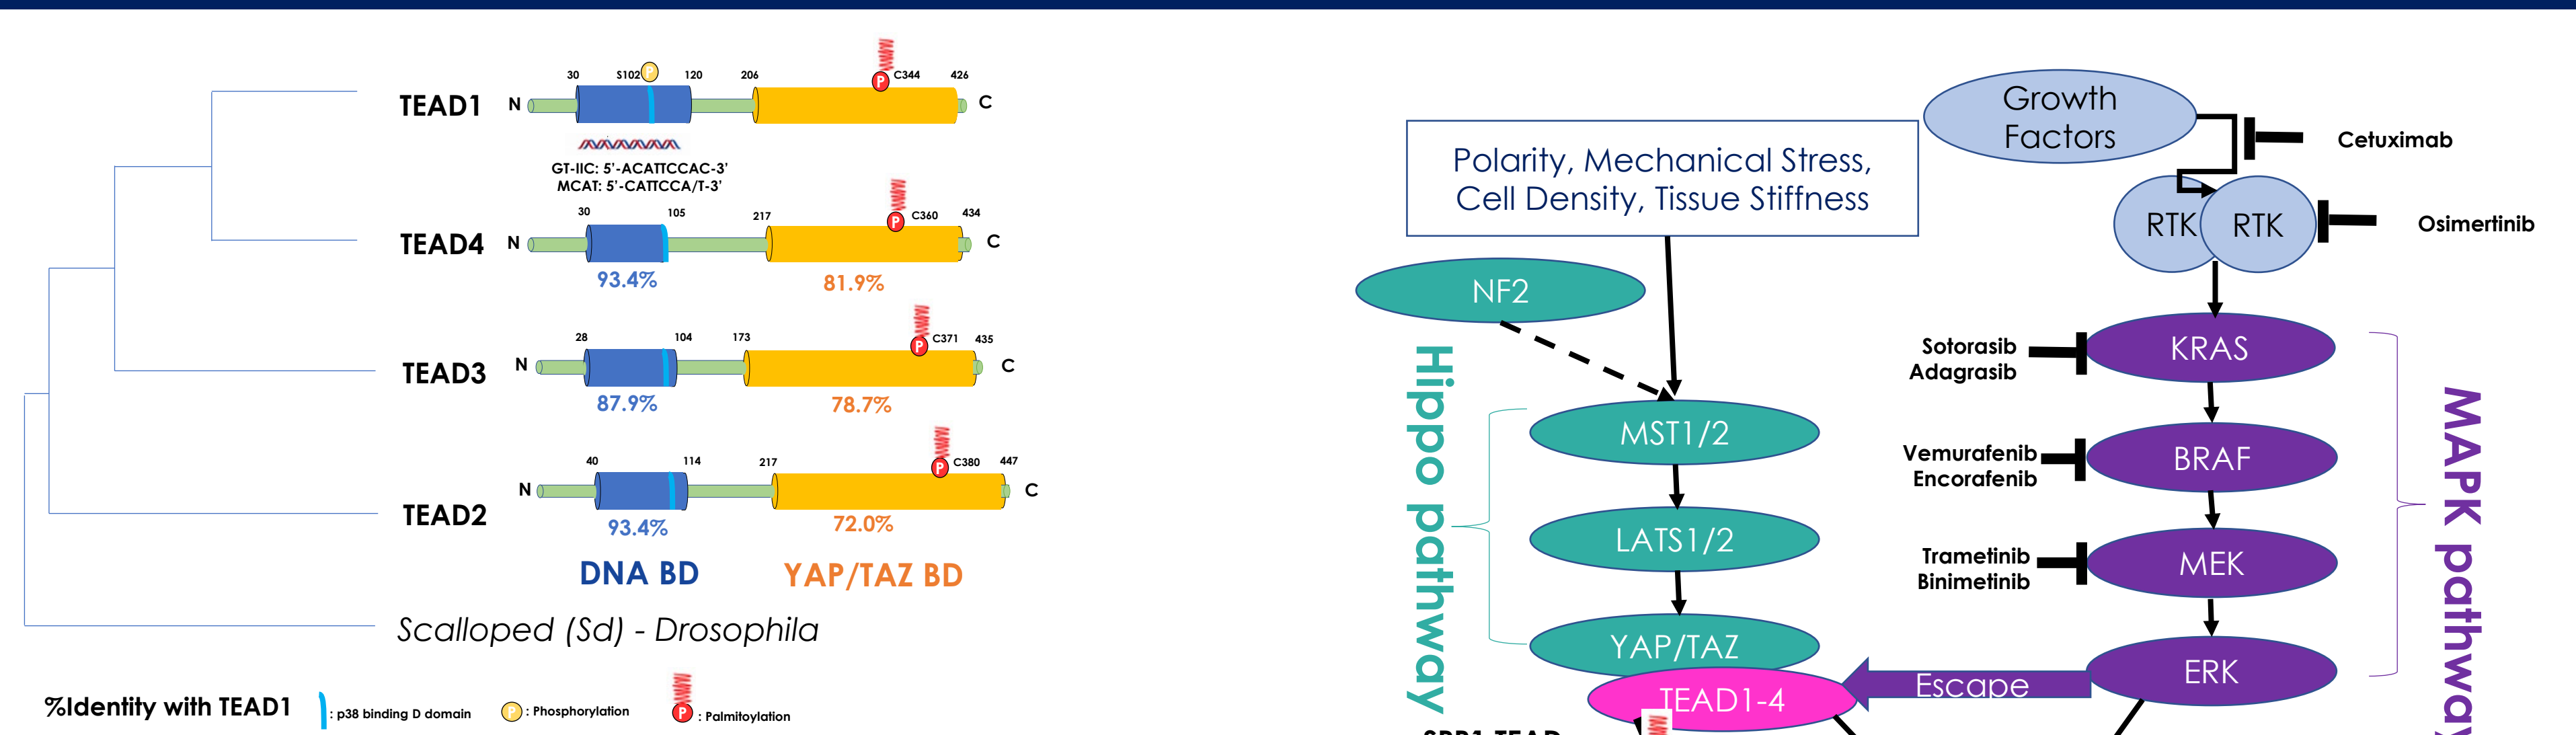 30 S102 P 120 206 P C344 426
TEAD1 N C
GT-IIC: 5'-ACATTCCAC-3'
MCAT: 5'-CATTCCA/T-3'
30 105 217 P C360 434
TEAD4 N C
93.4% 81.9%
28 104 173 P C371 435
TEAD3 N C
87.9% 78.7%
40 114 217 P C380 447
TEAD2 N C
93.4% 72.0%
DNA BD YAP/TAZ BD
Scalloped (Sd) - Drosophila
%Identity with TEAD1 : p38 binding D domain P : Phosphorylation P : Palmitoylation
Polarity, Mechanical Stress,
Cell Density, Tissue Stiffness
NF2
Hippo pathway
MST1/2
LATS1/2
YAP/TAZ
TEAD1-4
Growth
Factors
Cetuximab
RTK RTK
Osimertinib
Sotorasib
Adagrasib
KRAS
Vemurafenib
Encorafenib
BRAF
Trametinib
Binimetinib
MEK
ERK
Escape
MAPK pathway